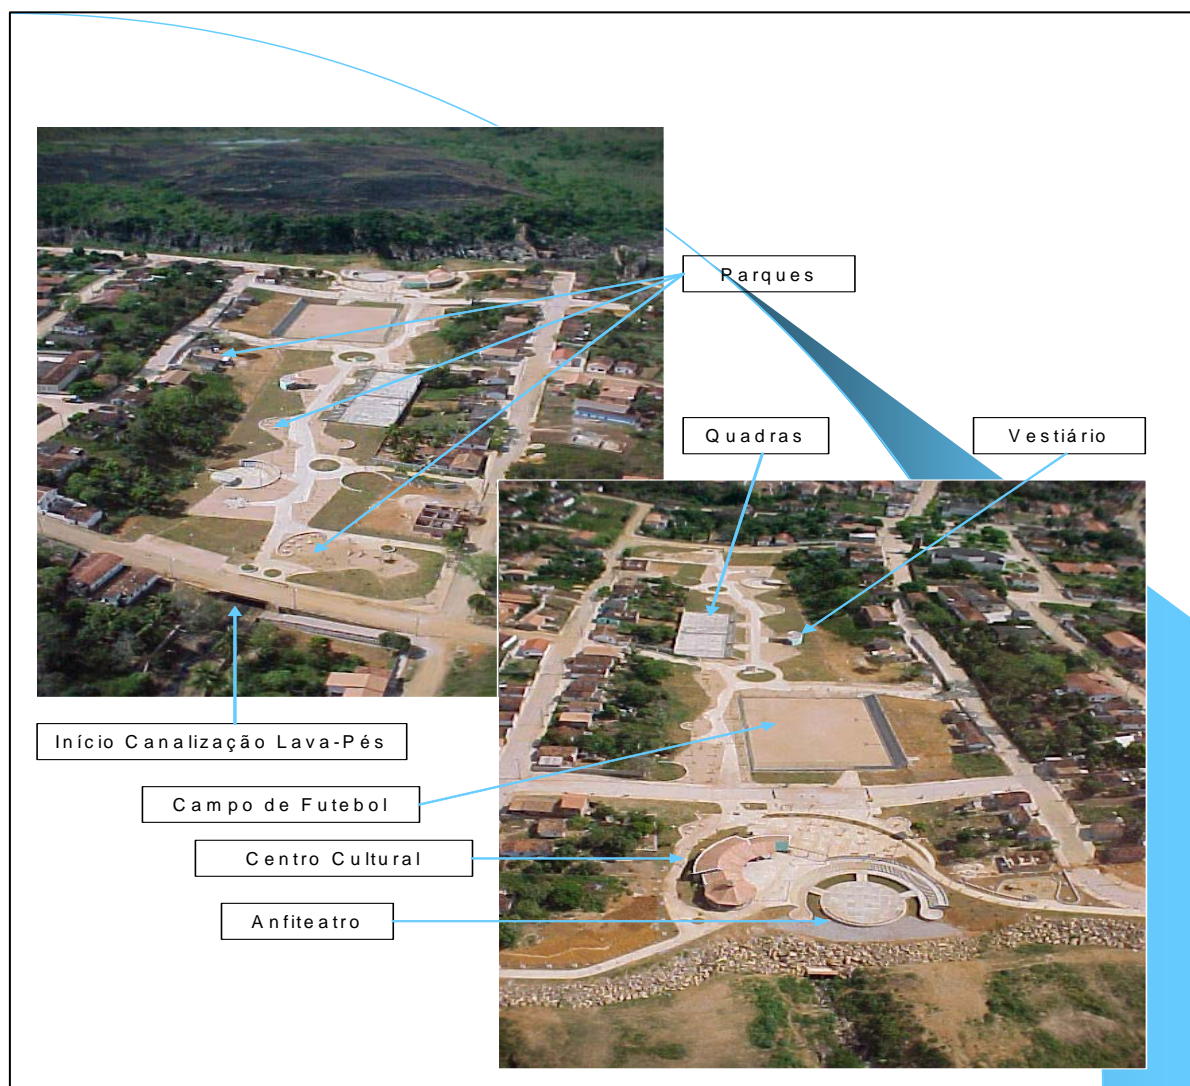 Parques
Quadras
Vestiário
Início Canalização Lava-Pés
Campo de Futebol
Centro Cultural
Anfiteatro